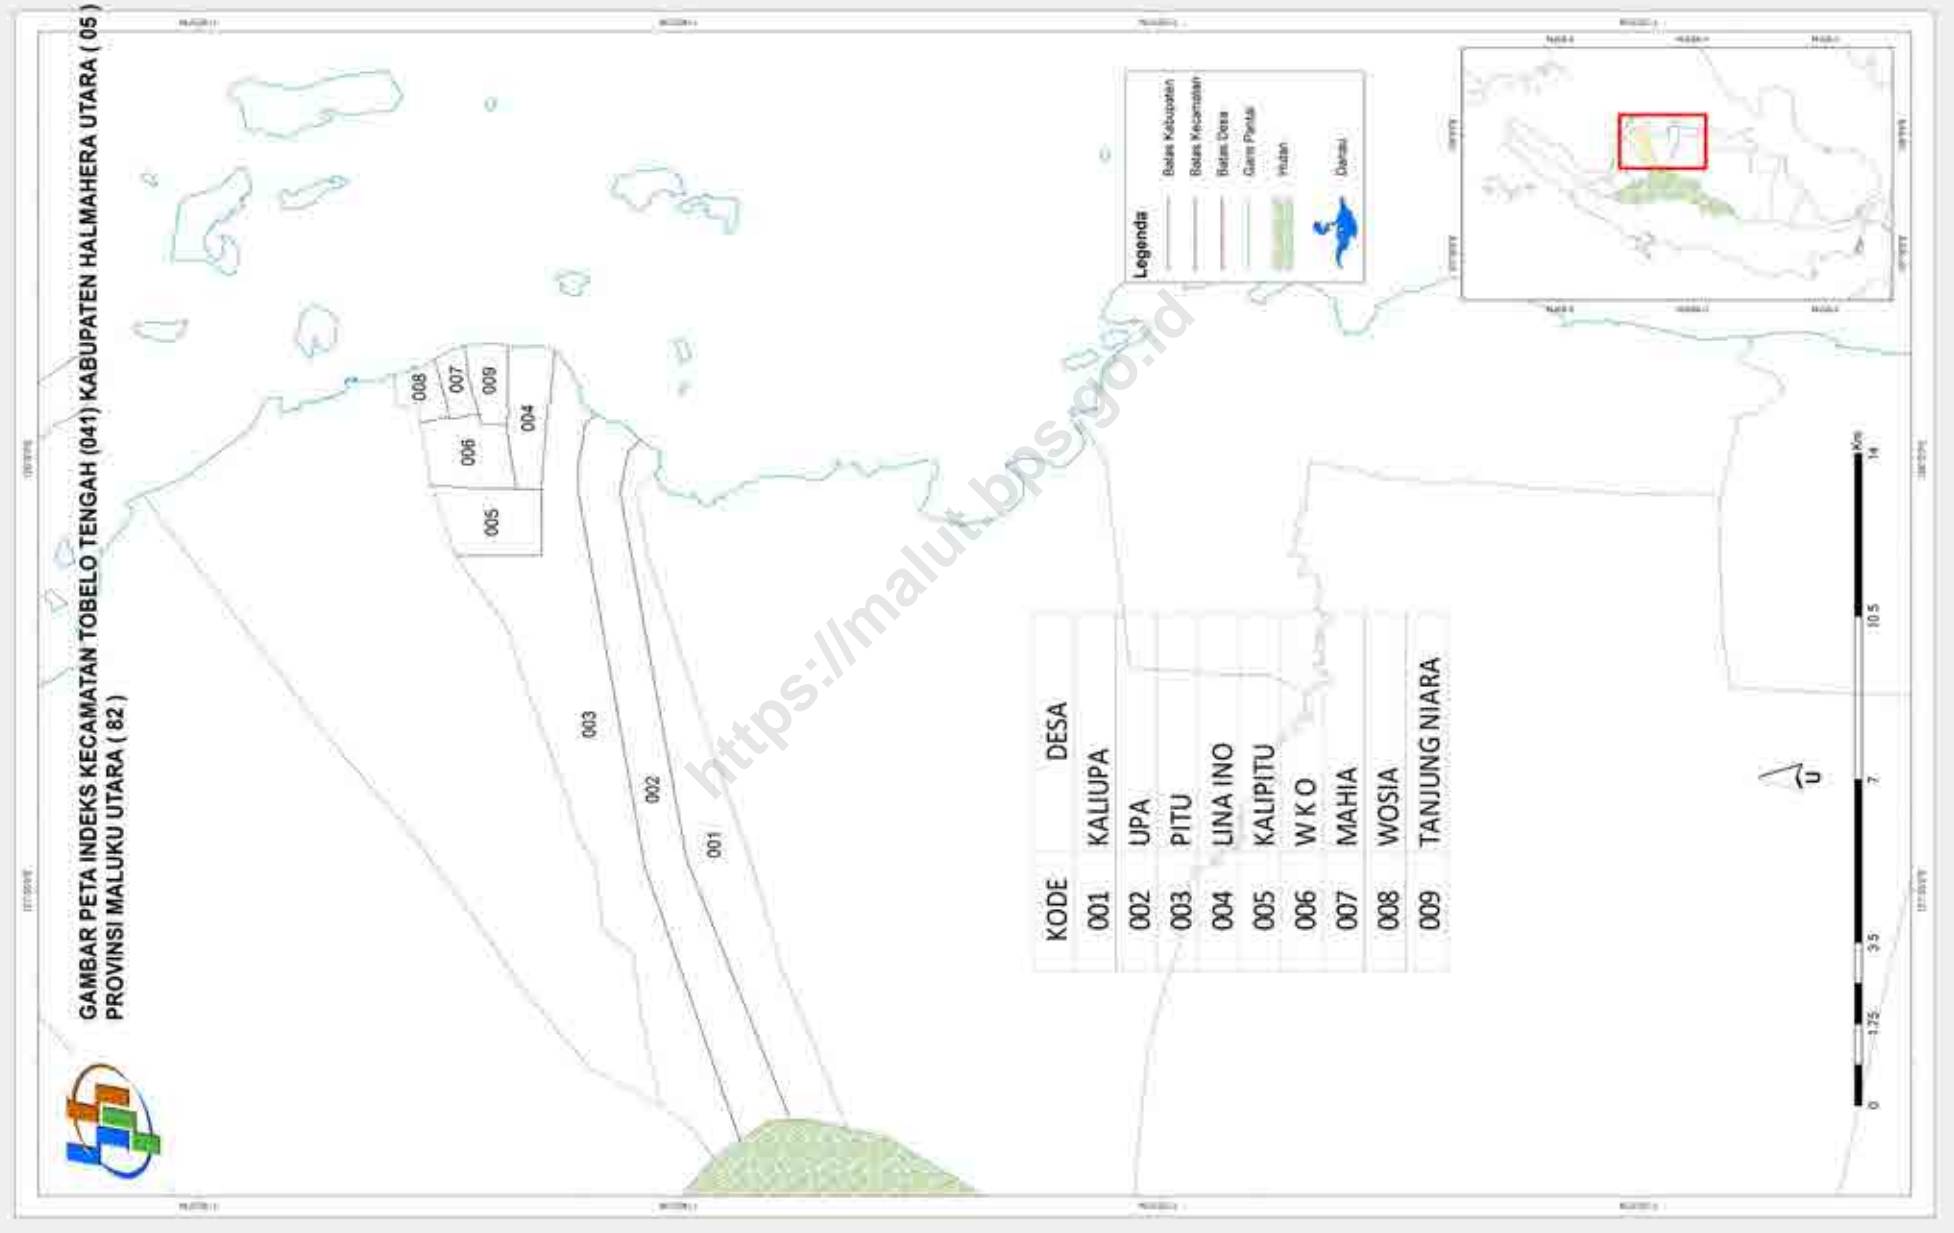 GAMBAR PETA INDEKS KECAMATAN TOBELO TENGAH (041) KABUPATEN HALMAHERA UTARA ( 05 )
PROVINSI MALUKU UTARA ( 82 )
008
007
009
004
006
005
003
002
001
Legenda
Batas Kabupaten
Batas Kecamatan
Batas Desa
Garis Pantai
Hutan
Danau
KODE DESA
001 KALIUPA
002 UPA
003 PITU
004 LINA INO
005 KALIPITU
006 W K O
007 MAHIA
008 WOSIA
009 TANJUNG NIARA
U
0 1.75 3.5 7 10.5 14
Km
https://malut.bps.go.id